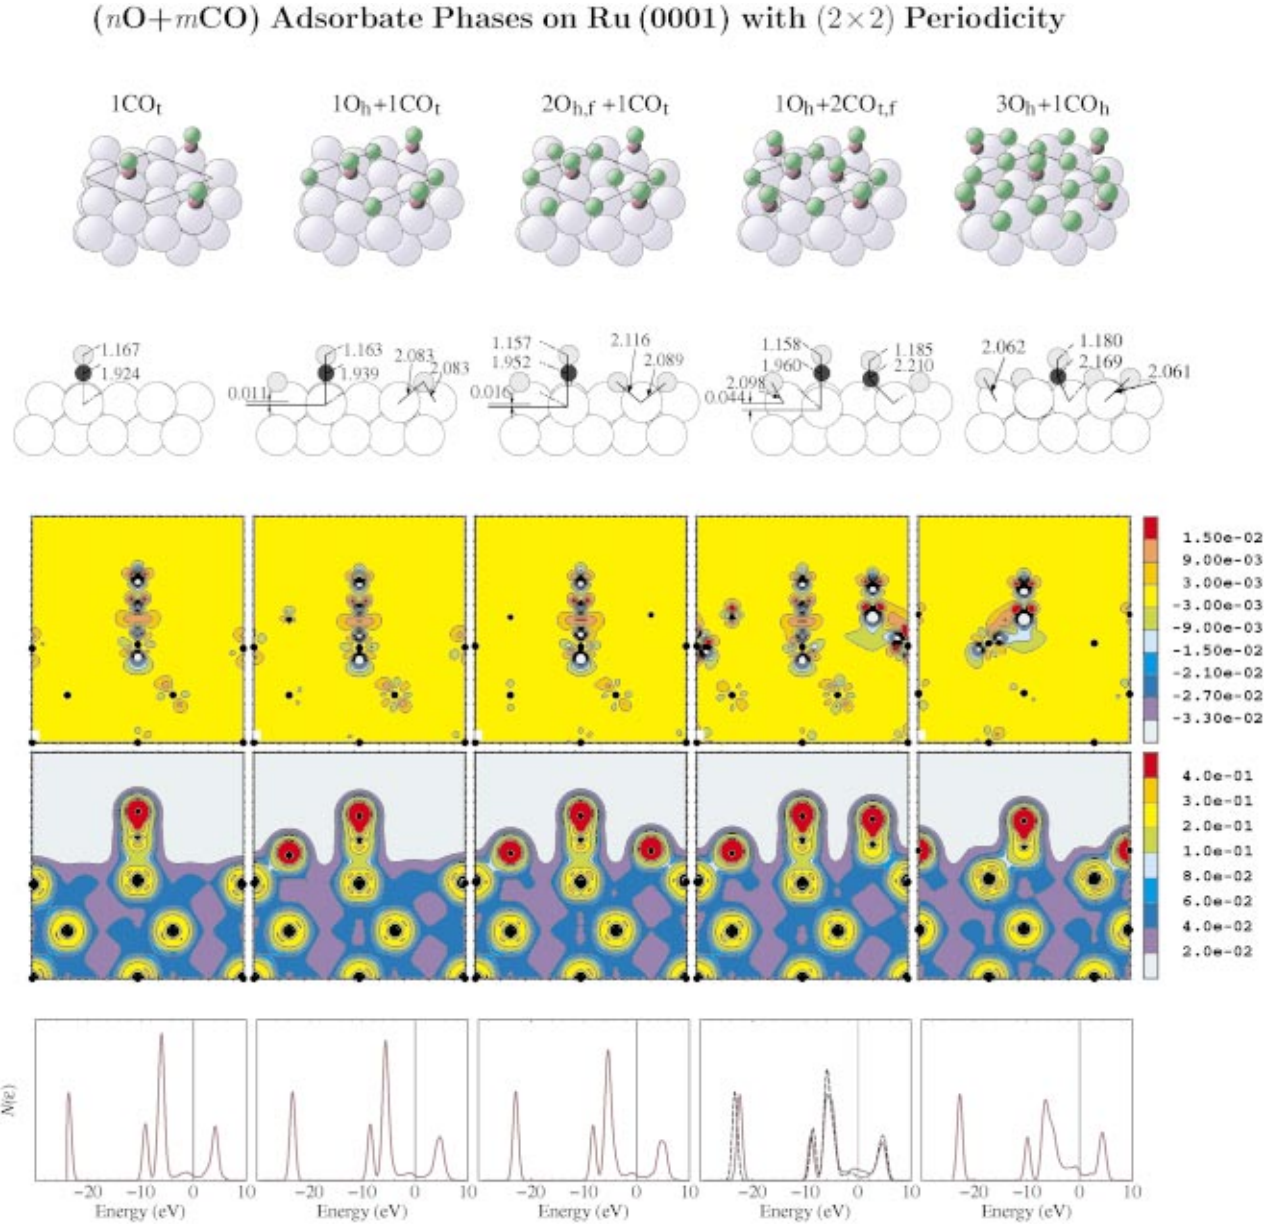 (nO+mCO) Adsorbate Phases on Ru (0001) with (2×2) Periodicity
1COt 1Oh+1COt 2Oh,f +1COt 1Oh+2COt,f 3Oh+1COh
1.167
1.924
1.163
1.939
2.083
2.083
0.011
1.157
1.952
2.116
2.089
0.016
1.158
1.960
1.185
2.210
2.098
0.044
2.062
1.180
2.169
2.061
1.50e-02
9.00e-03
3.00e-03
-3.00e-03
-9.00e-03
-1.50e-02
-2.10e-02
-2.70e-02
-3.30e-02
4.0e-01
3.0e-01
2.0e-01
1.0e-01
8.0e-02
6.0e-02
4.0e-02
2.0e-02
N(ε)
−20 0 10 −20 0 10 −20 0 10 −20 0 10 −20 0 10
Energy (eV) Energy (eV) Energy (eV) Energy (eV) Energy (eV)